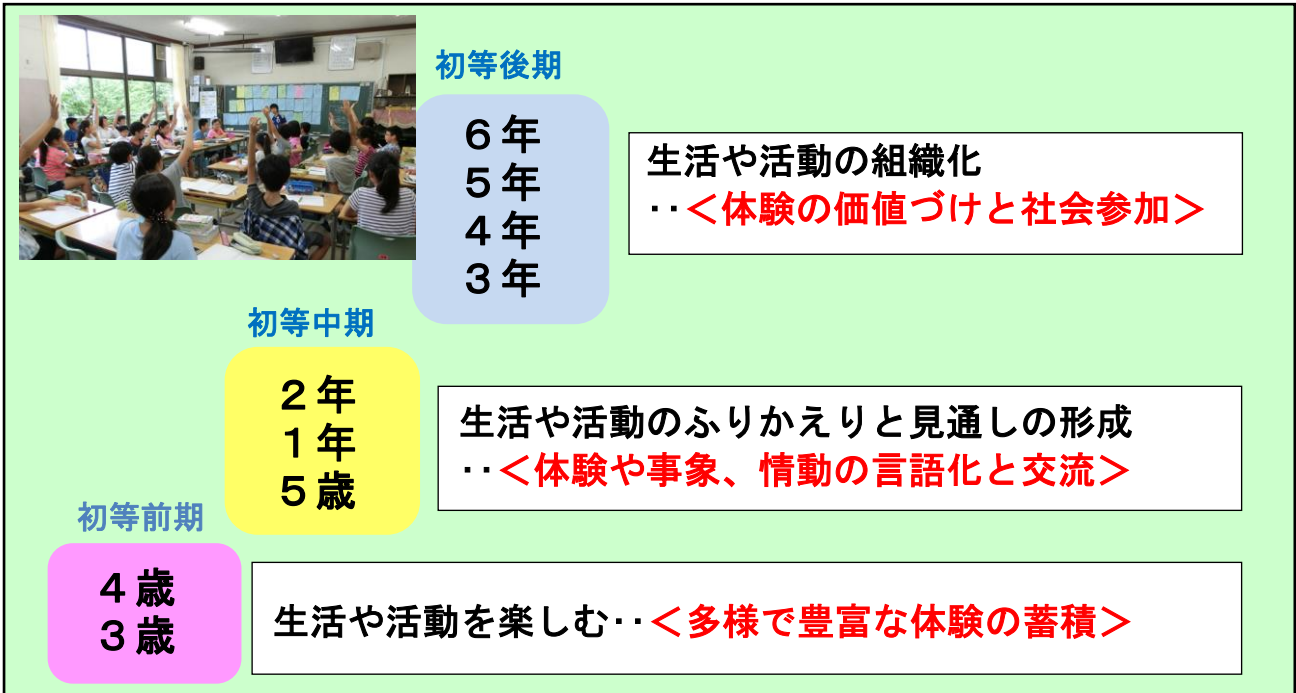 初等後期
６年
５年
４年
３年
生活や活動の組織化
‥＜体験の価値づけと社会参加＞
初等中期
２年
１年
５歳
生活や活動のふりかえりと見通しの形成
‥＜体験や事象、情動の言語化と交流＞
初等前期
４歳
３歳
生活や活動を楽しむ‥＜多様で豊富な体験の蓄積＞